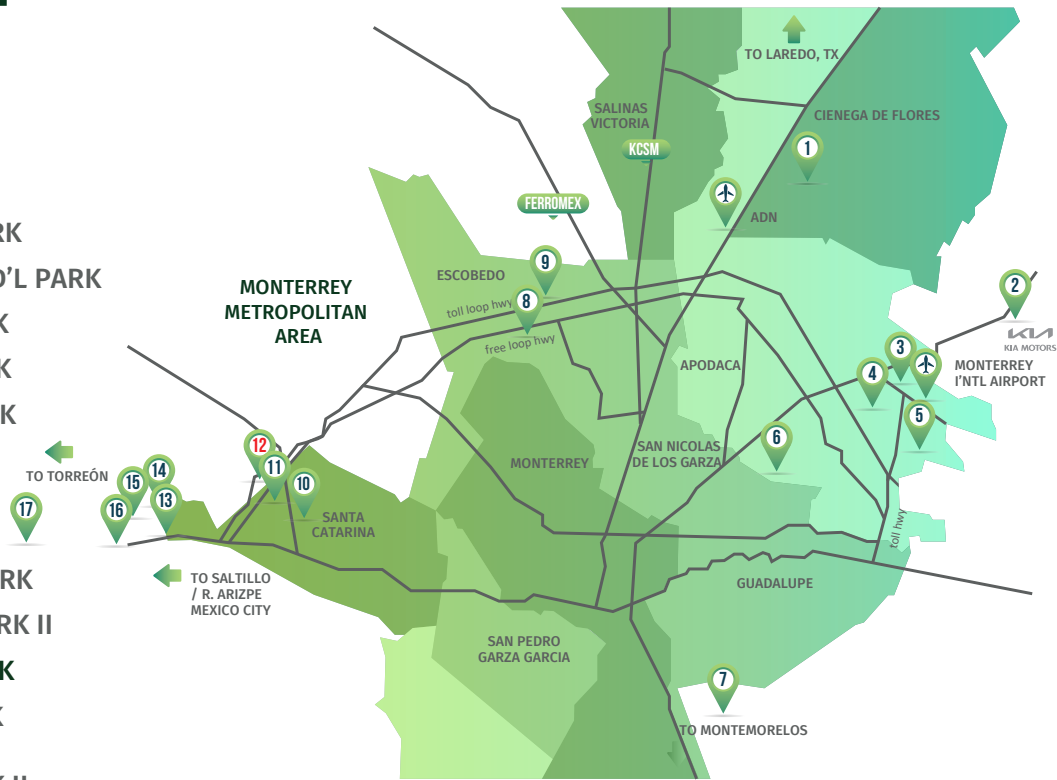 TO LAREDO, TX
SALINAS
VICTORIA
CIENEGA DE FLORES
KCSM
1
FERROMEX
ADN
RK
D'L PARK
9
ESCOBEDO
MONTERREY
METROPOLITAN
AREA
2
8
toll loop hwy
free loop hwy
KIA
KIA MOTORS
3
APODACA
MONTERREY
I'NTL AIRPORT
4
K
K
K
5
12
6
SAN NICOLAS
DE LOS GARZA
MONTERREY
11
TO TORREÓN
14
15
10
13
17
16
SANTA
CATARINA
toll hwy
RK
TO SALTILLO
/ R. ARIZPE
MEXICO CITY
GUADALUPE
RK II
SAN PEDRO
GARZA GARCIA
K
7
K
TO MONTEMORELOS